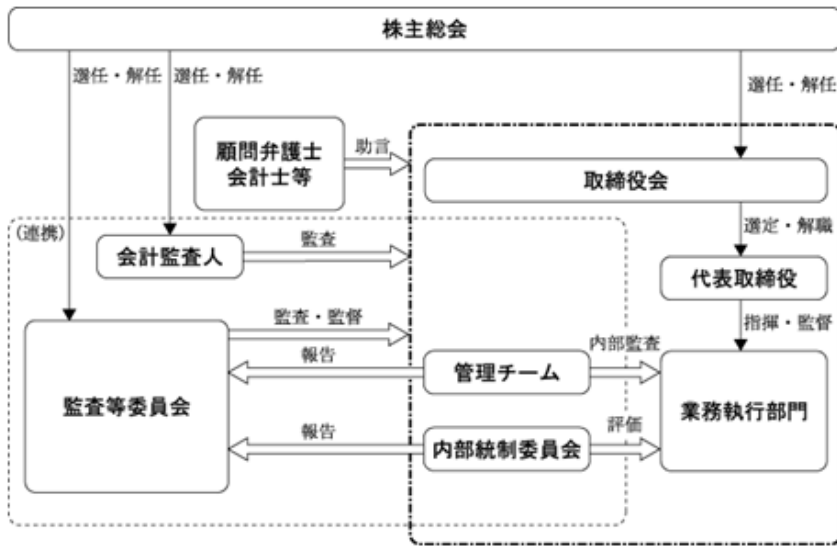 株主総会
選任・解任
選任・解任
選任・解任
顧問弁護士
会計士等
助言
取締役会
(連携)
会計監査人
監査
選定・解職
代表取締役
監査・監督
指揮・監督
報告
管理チーム
内部監査
監査等委員会
業務執行部門
報告
内部統制委員会
評価